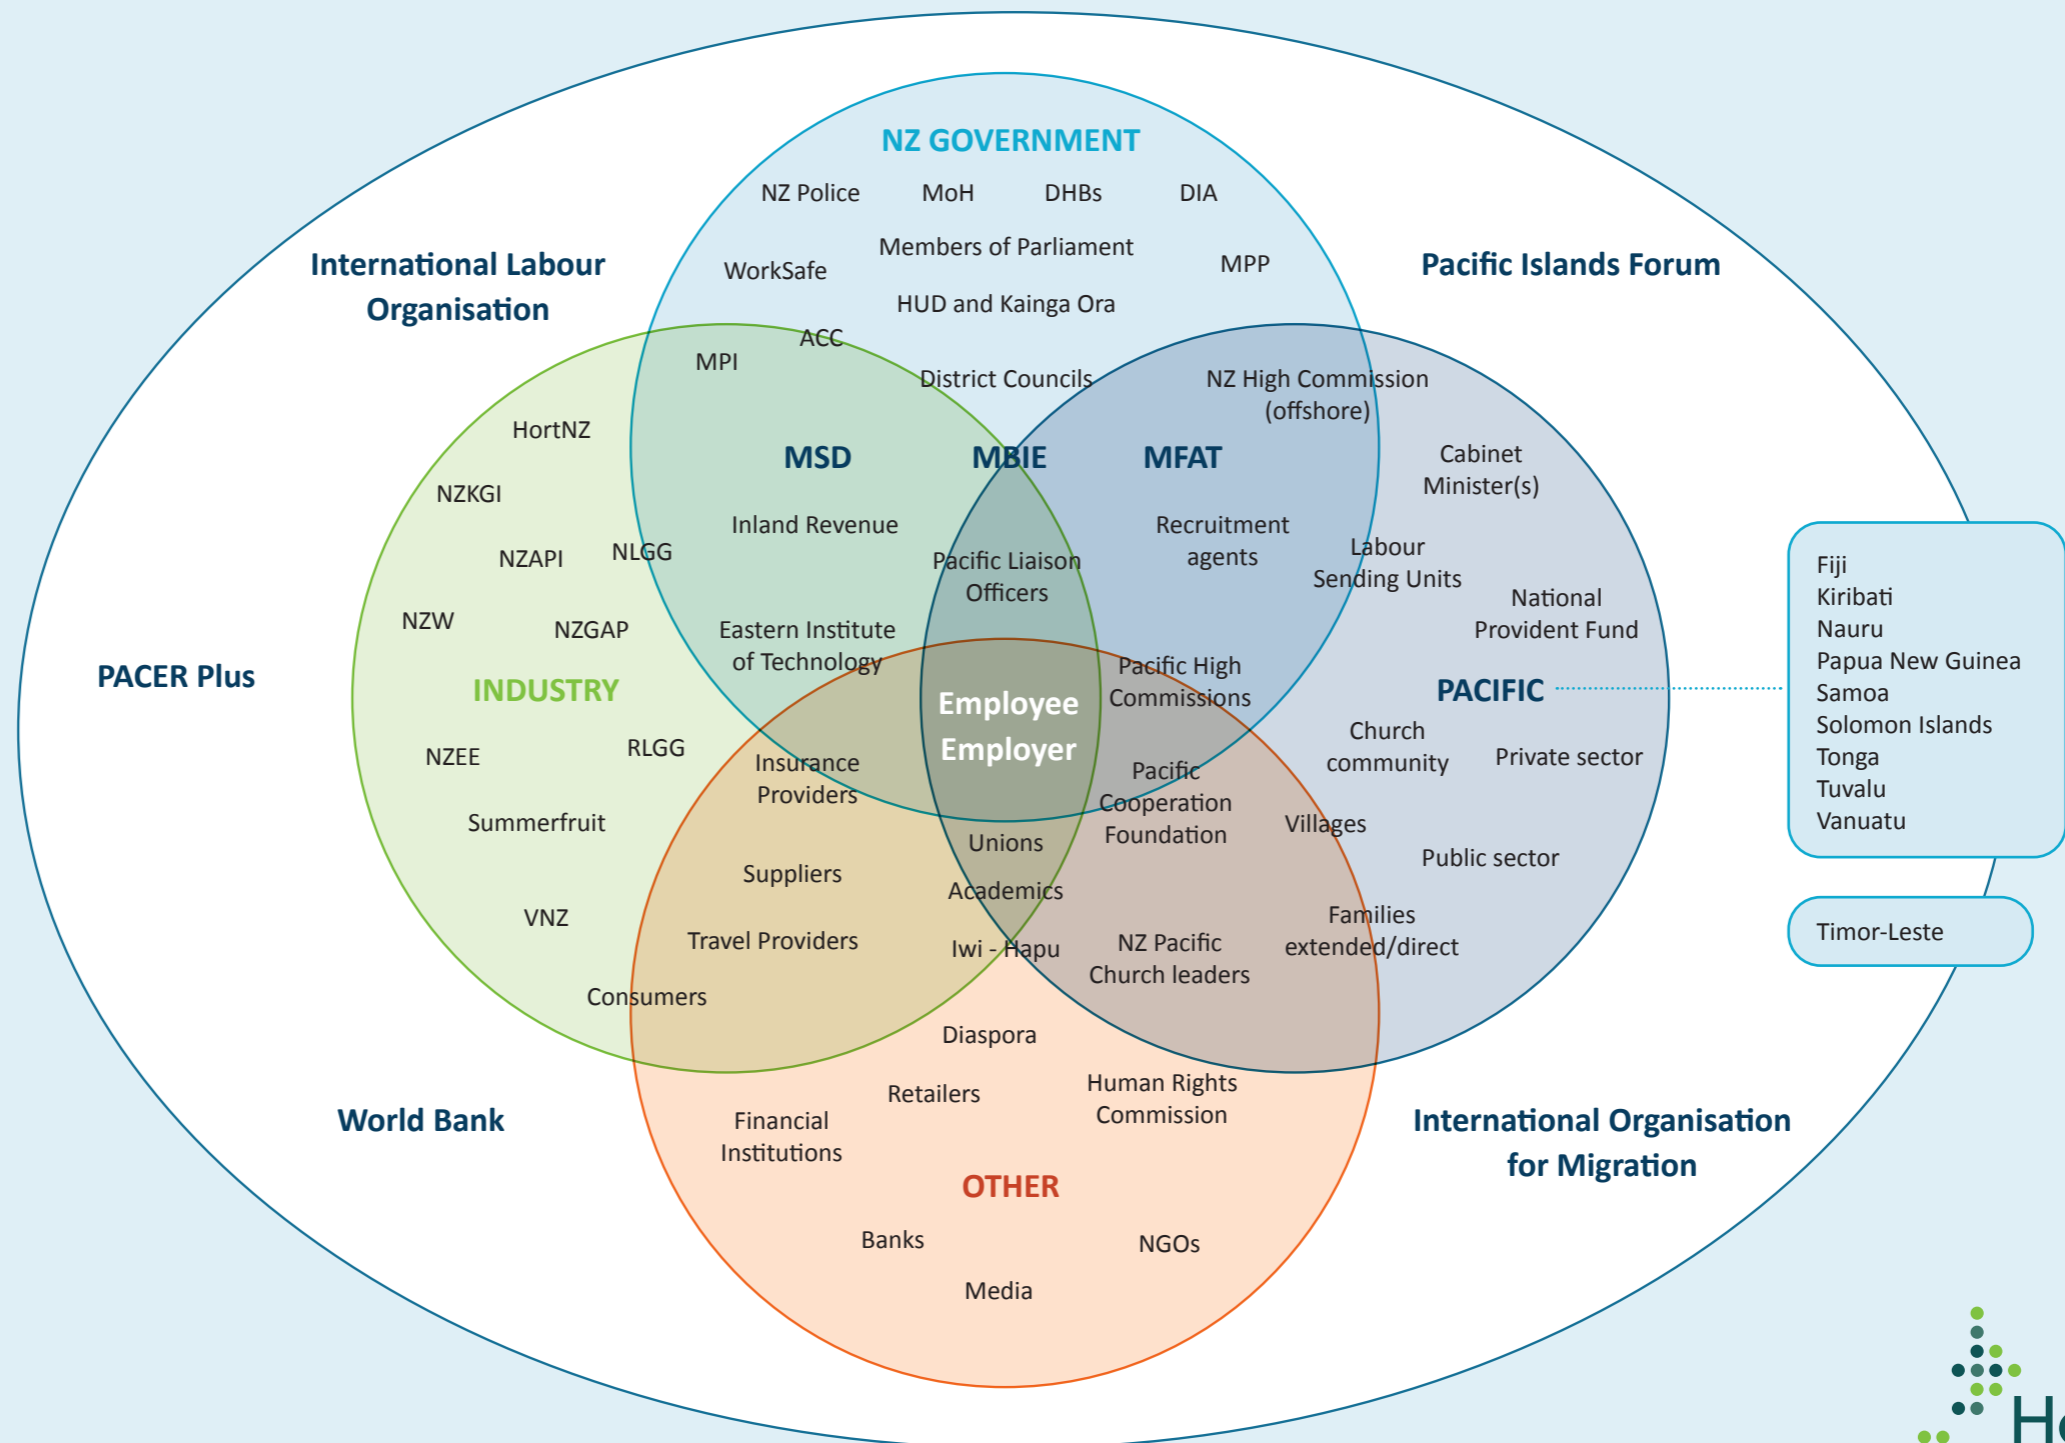 NZ GOVERNMENT
NZ Police
MoH
DHBs
DIA
Members of Parliament
WorkSafe
MPP
HUD and Kainga Ora
ACC
MPI
District Councils
NZ High Commission
(offshore)
International Labour
Organisation
Pacific Islands Forum
HortNZ
MSD
MBIE
MFAT
Cabinet
Minister(s)
NZKGI
Inland Revenue
Recruitment
agents
NZAPI
NLGG
Pacific Liaison
Officers
Labour
Sending Units
National
Provident Fund
NZW
NZGAP
Eastern Institute
of Technology
Pacific High
Commissions
PACER Plus
INDUSTRY
Employee
Employer
PACIFIC
Fiji
Kiribati
Nauru
Papua New Guinea
Samoa
Solomon Islands
Tonga
Tuvalu
Vanuatu
Timor-Leste
NZEE
RLGG
Insurance
Providers
Pacific
Cooperation
Foundation
Church
community
Private sector
Summerfruit
Unions
Villages
Public sector
Suppliers
Academics
VNZ
Travel Providers
Iwi - Hapu
NZ Pacific
Church leaders
Families
extended/direct
Consumers
Diaspora
Retailers
Human Rights
Commission
Financial
Institutions
World Bank
International Organisation
for Migration
OTHER
Banks
NGOs
Media